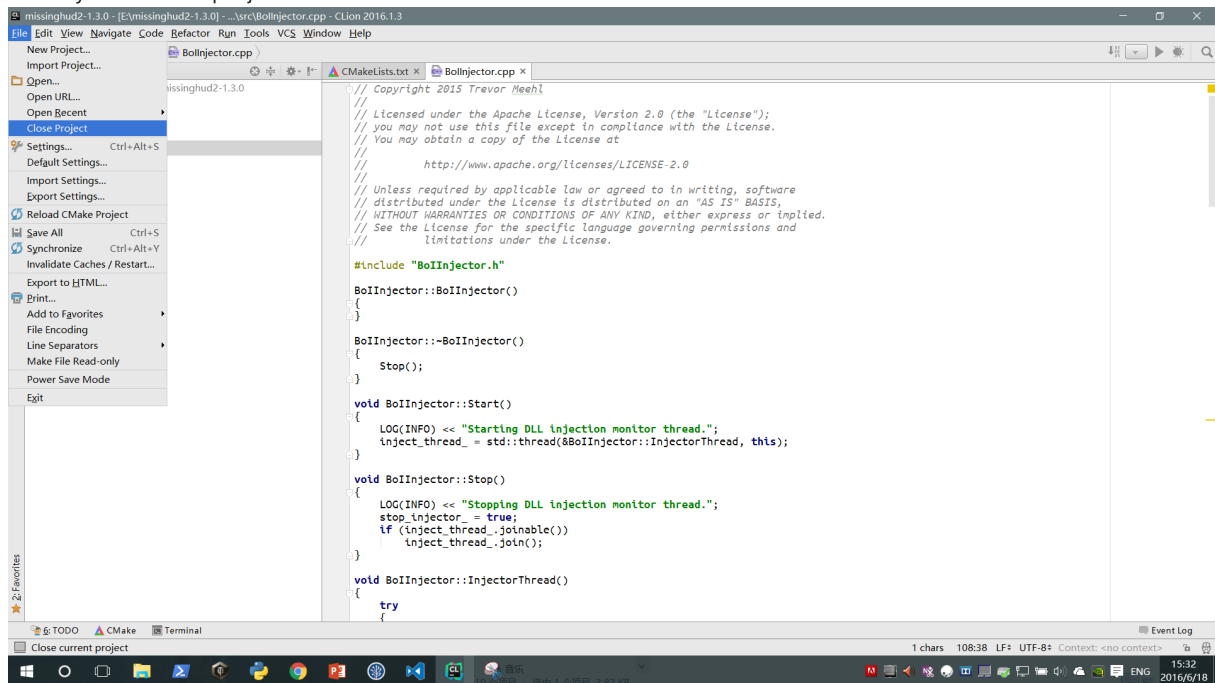 missinghud2-1.3.0 - [E:\missinghud2-1.3.0] - ...\src\BoIInjector.cpp - CLion 2016.1.3
File Edit View Navigate Code Refactor Run Tools VCS Window Help
New Project...
BoIInjector.cpp
Import Project...
CMakeLists.txt × BoIInjector.cpp ×
Open...
issinghud2-1.3.0
Open URL...
Open Recent
Close Project
Settings... Ctrl+Alt+S
Default Settings...
Import Settings...
Export Settings...
Reload CMake Project
Save All Ctrl+S
Synchronize Ctrl+Alt+Y
Invalidate Caches / Restart...
Export to HTML...
Print...
Add to Favorites
File Encoding
Line Separators
Make File Read-only
Power Save Mode
Exit
// Copyright 2015 Trevor Meehl
//
// Licensed under the Apache License, Version 2.0 (the "License");
// you may not use this file except in compliance with the License.
// You may obtain a copy of the License at
//
// http://www.apache.org/licenses/LICENSE-2.0
//
// Unless required by applicable law or agreed to in writing, software
// distributed under the License is distributed on an "AS IS" BASIS,
// WITHOUT WARRANTIES OR CONDITIONS OF ANY KIND, either express or implied.
// See the License for the specific language governing permissions and
// limitations under the License.
#include "BoIInjector.h"
BoIInjector::BoIInjector()
{
}
BoIInjector::~BoIInjector()
{
Stop();
}
void BoIInjector::Start()
{
LOG(INFO) << "Starting DLL injection monitor thread.";
inject_thread_ = std::thread(&BoIInjector::InjectorThread, this);
}
void BoIInjector::Stop()
{
LOG(INFO) << "Stopping DLL injection monitor thread.";
stop_injector_ = true;
if (inject_thread_.joinable())
inject_thread_.join();
}
void BoIInjector::InjectorThread()
{
try
{
2: Favorites
6: TODO CMake Terminal
Event Log
Close current project
1 chars 108:38 LF÷ UTF-8÷ Context: <no context>
音乐
ENG
15:32
2016/6/18